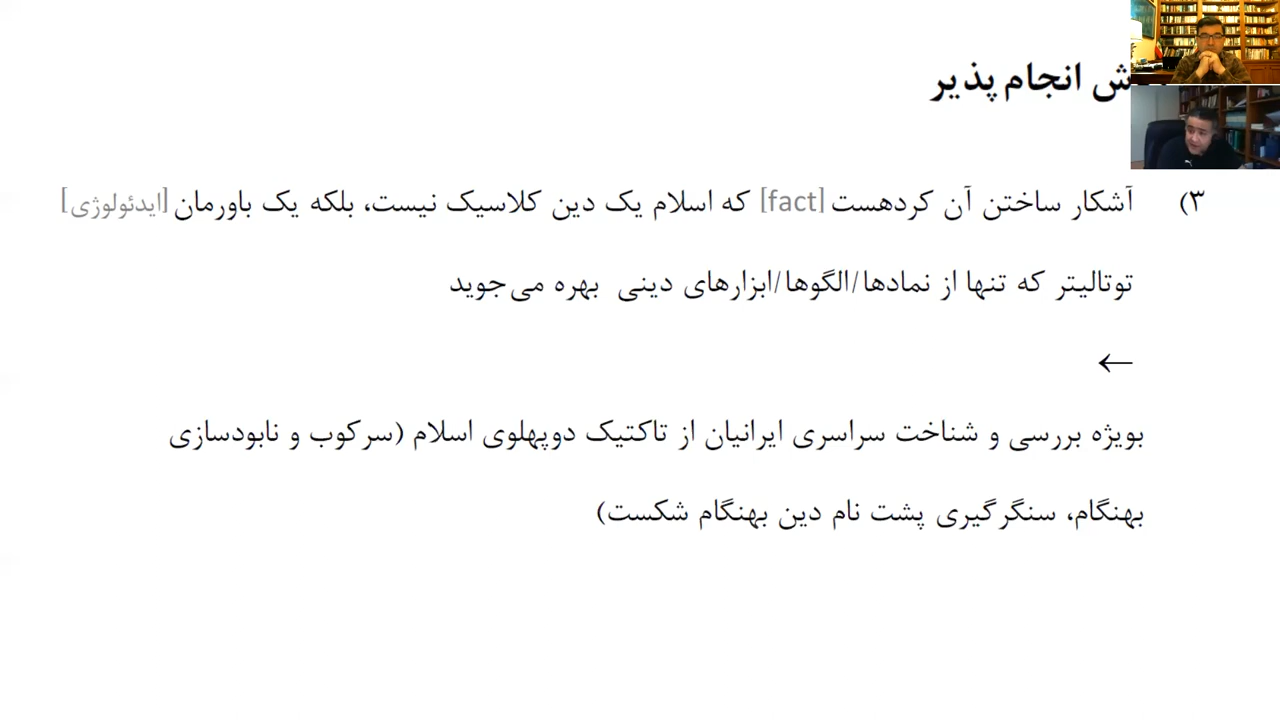 انجام پذیر
۳) آشکار ساختن آن کردهست [fact] که اسلام یک دین کلاسیک نیست، بلکه یک باورمان [ایدئولوژی]
توتالیتر که تنها از نمادها/الگوها/ابزارهای دینی بهره می‌جوید
←
بویژه بررسی و شناخت سراسری ایرانیان از تاکتیک دوپهلوی اسلام (سرکوب و نابودسازی
بهنگام، سنگرگیری پشت نام دین بهنگام شکست)